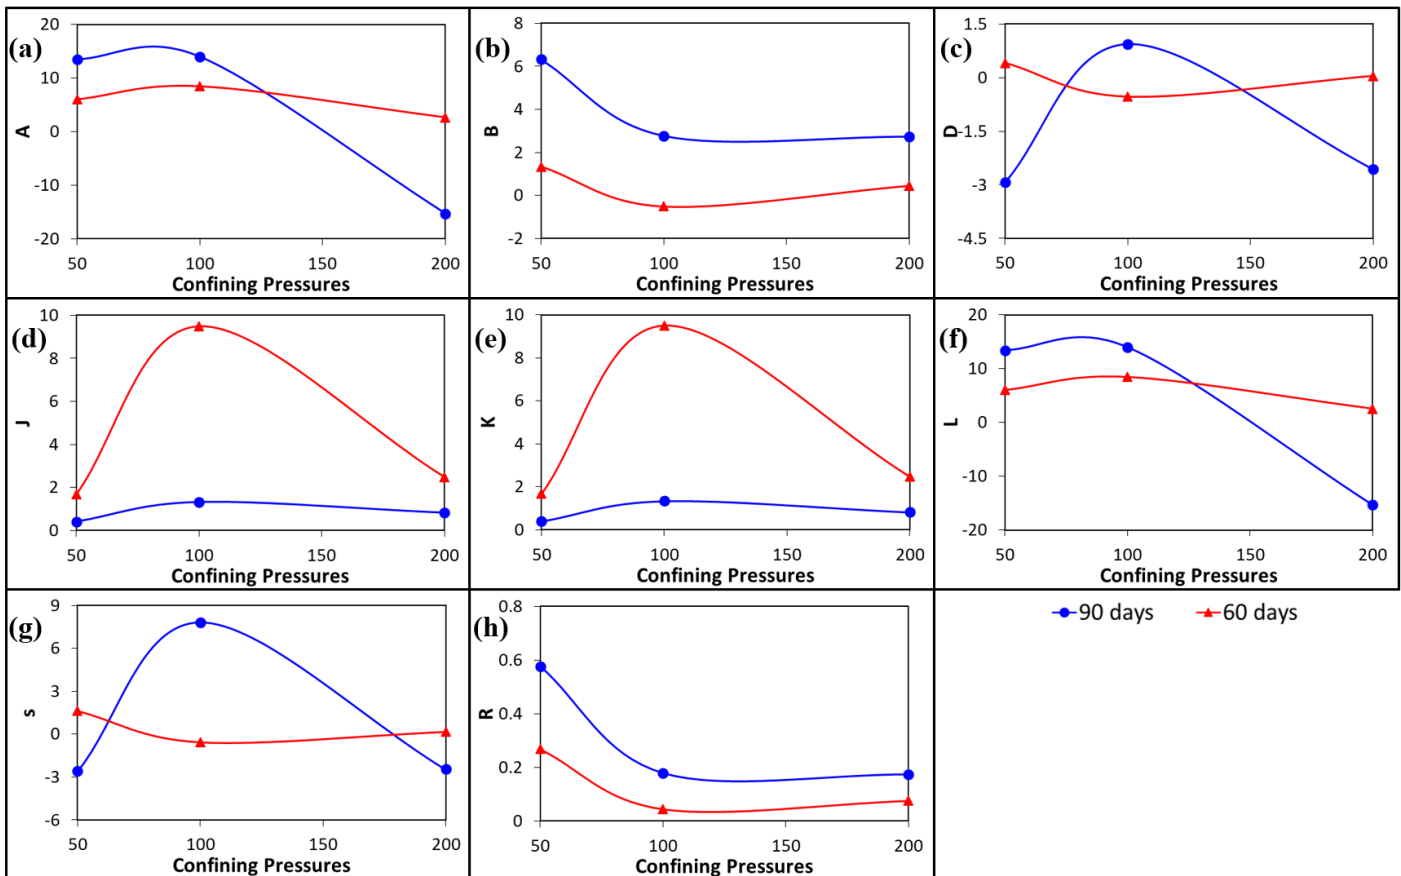 (a)
A
20
10
0
-10
-20
50 100 150 200
Confining Pressures
(b)
B
8
6
4
2
0
-2
50 100 150 200
Confining Pressures
(c)
D
1.5
0
-1.5
-3
-4.5
50 100 150 200
Confining Pressures
(d)
J
10
8
6
4
2
0
50 100 150 200
Confining Pressures
(e)
K
10
8
6
4
2
0
50 100 150 200
Confining Pressures
(f)
L
20
10
0
-10
-20
50 100 150 200
Confining Pressures
(g)
s
9
6
3
0
-3
-6
50 100 150 200
Confining Pressures
(h)
R
0.8
0.6
0.4
0.2
0
50 100 150 200
Confining Pressures
90 days 60 days